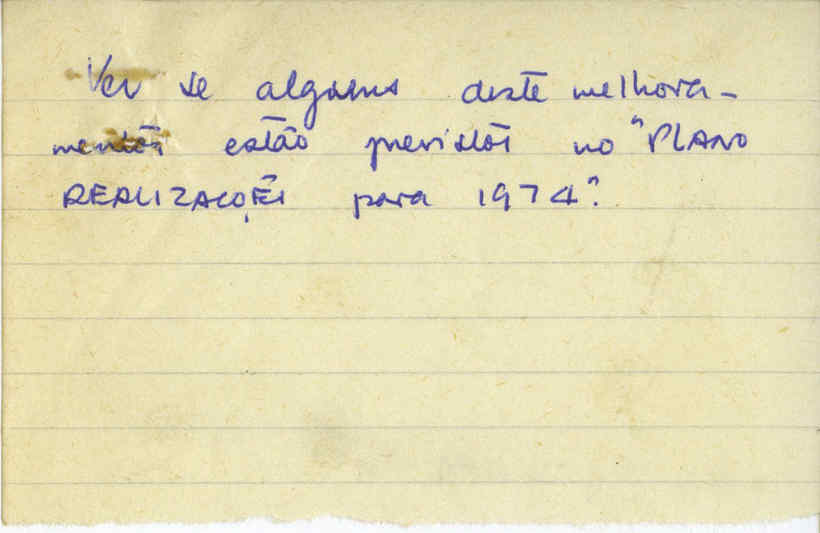 Ver se alguns deste melhora-
mentos estão previstos no "PLANO
REALIZAÇÕES para 1974".